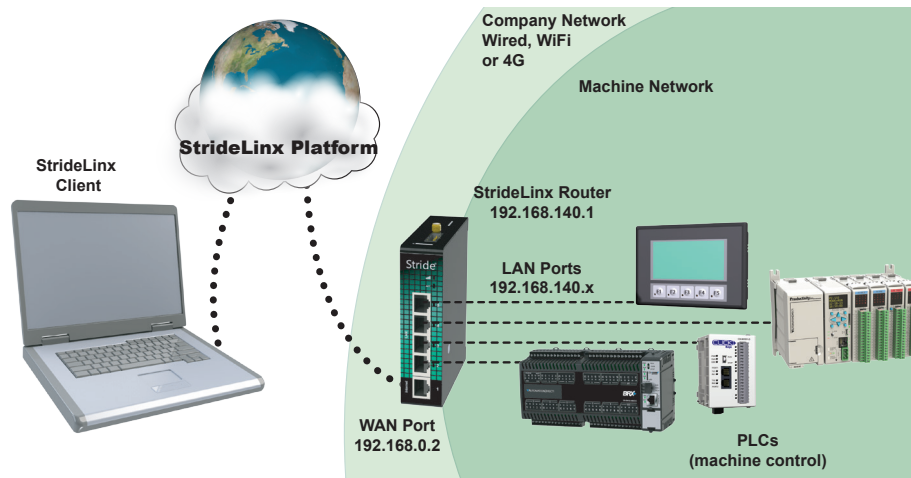 Company Network
Wired, WiFi
or 4G
Machine Network
StrideLinx Platform
StrideLinx
Client
StrideLinx Router
192.168.140.1
Stride
LAN Ports
192.168.140.x
WAN Port
192.168.0.2
BRX
PLCs
(machine control)